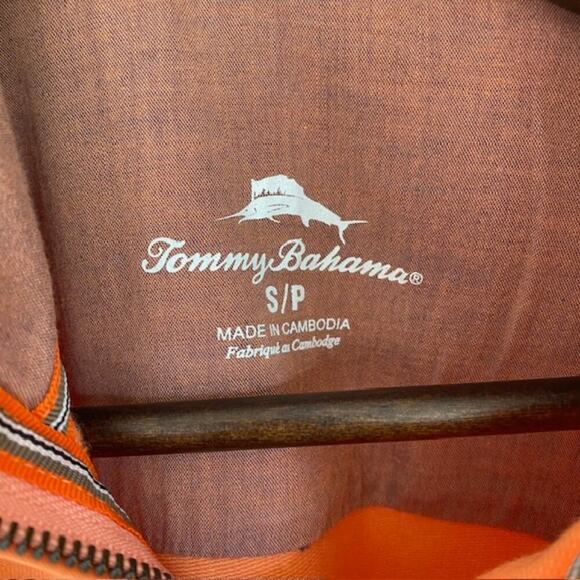 Tommy Bahama®
S/P
MADE IN CAMBODIA
Fabriqué au Cambodge